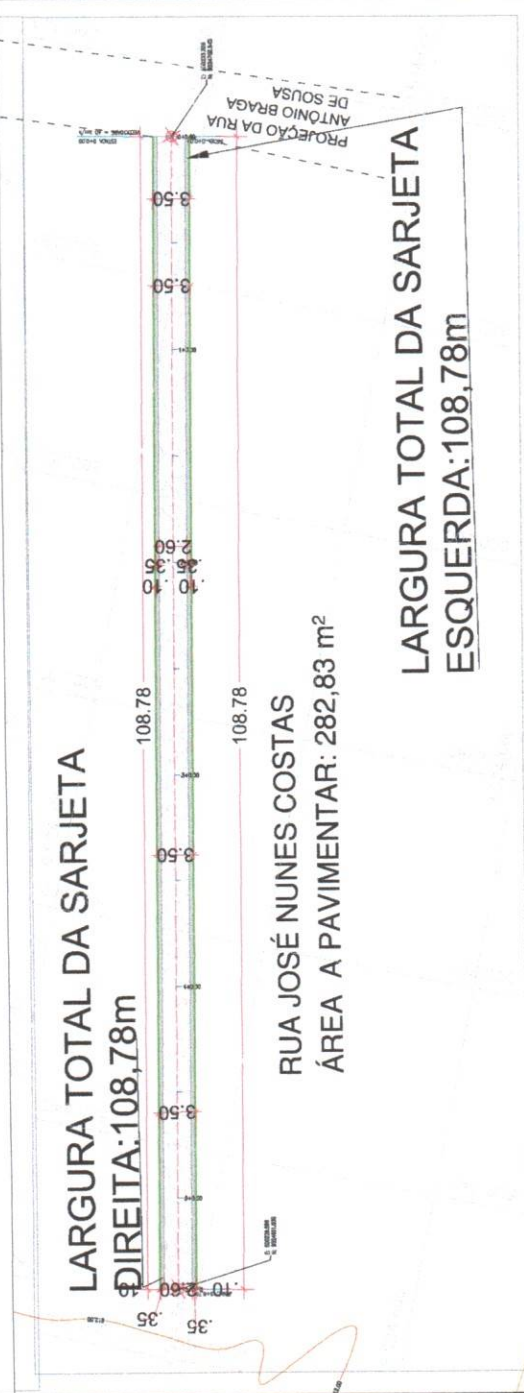 LARGURA TOTAL DA SARJETA
DIREITA:108,78m
108.78
3.50
3.50
.10
.35
2.60
.35
.10
3.50
3.50
.10
.35
2.60
.35
.10
108.78
RUA JOSÉ NUNES COSTAS
ÁREA A PAVIMENTAR: 282,83 m²
PROJEÇÃO DA RUA
ANTÔNIO BRAGA
DE SOUSA
LARGURA TOTAL DA SARJETA
ESQUERDA:108,78m